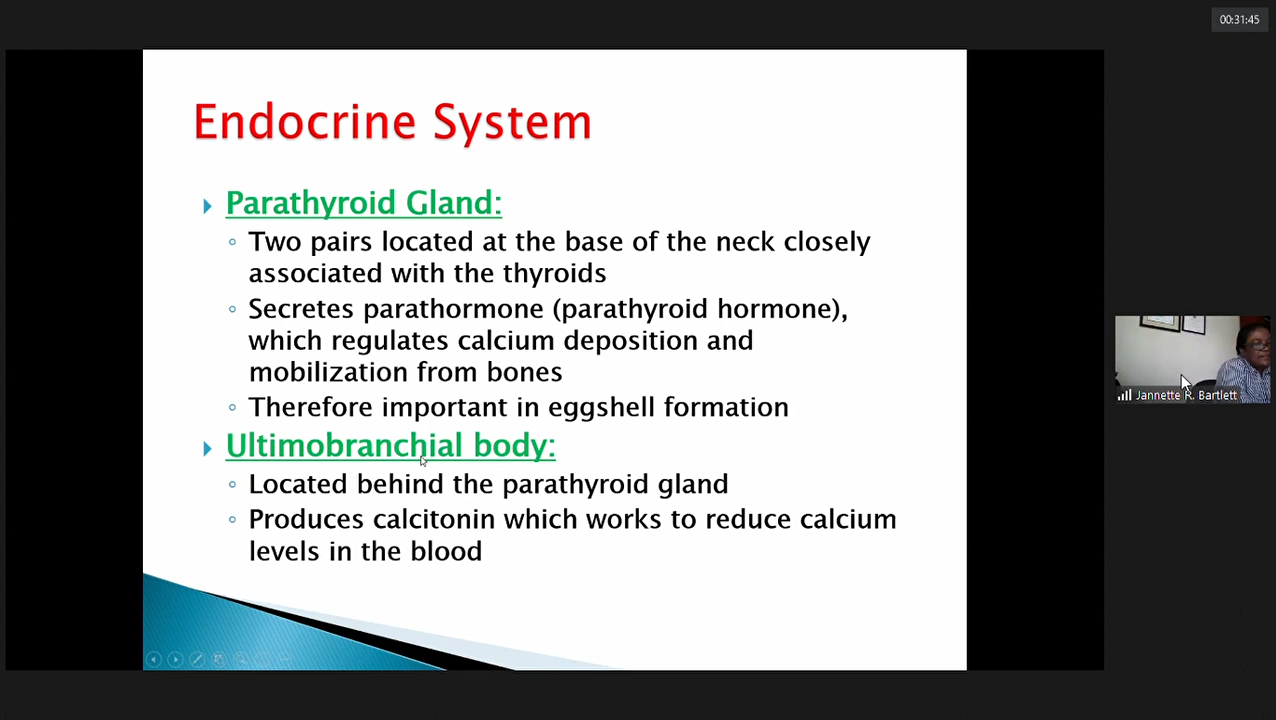 00:31:45
Endocrine System
Parathyroid Gland:
Two pairs located at the base of the neck closely
associated with the thyroids
Secretes parathormone (parathyroid hormone),
which regulates calcium deposition and
mobilization from bones
Therefore important in eggshell formation
Ultimobranchial body:
Located behind the parathyroid gland
Produces calcitonin which works to reduce calcium
levels in the blood
Jannette R. Bartlett